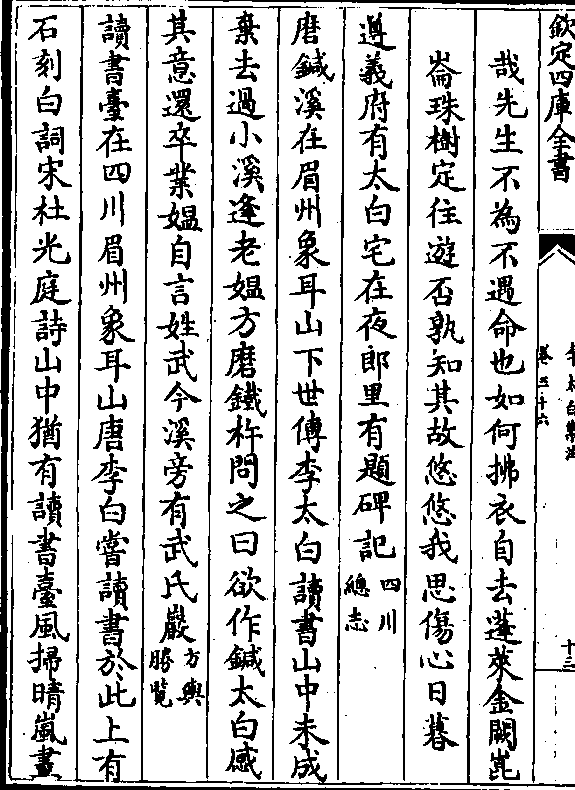 欽定四庫全書
卷三十六
十三
哉先生不為不遇命也如何拂衣自去蓬萊金闕崑
崙珠樹定往遊否孰知其故悠悠我思傷心日暮
遵義府有太白宅在夜郎里有題碑記四川總志
磨鍼溪在眉州象耳山下世傳李太白讀書山中未成
棄去過小溪逢老媼方磨鐵杵問之曰欲作鍼太白感
其意還卒業媼自言姓武今溪旁有武氏巖方輿勝覽
讀書臺在四川眉州象耳山唐李白嘗讀書於此上有
石刻白詞宋杜光庭詩山中猶有讀書臺風掃晴嵐畫